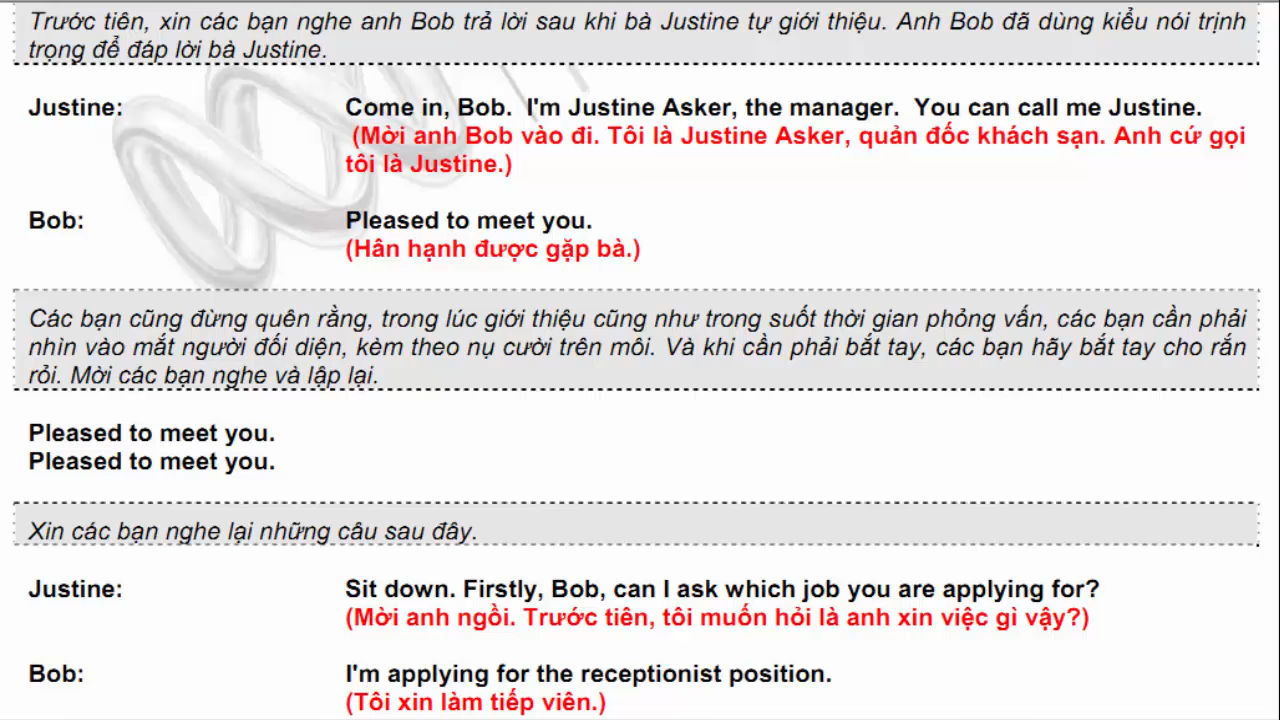 Trước tiên, xin các bạn nghe anh Bob trả lời sau khi bà Justine tự giới thiệu. Anh Bob đã dùng kiểu nói trịnh
trọng để đáp lời bà Justine.
Justine: Come in, Bob. I'm Justine Asker, the manager. You can call me Justine.
(Mời anh Bob vào đi. Tôi là Justine Asker, quản đốc khách sạn. Anh cứ gọi
tôi là Justine.)
Bob: Pleased to meet you.
(Hân hạnh được gặp bà.)
Các bạn cũng đừng quên rằng, trong lúc giới thiệu cũng như trong suốt thời gian phỏng vấn, các bạn cần phải
nhìn vào mắt người đối diện, kèm theo nụ cười trên môi. Và khi cần phải bắt tay, các bạn hãy bắt tay cho rắn
rỏi. Mời các bạn nghe và lập lại.
Pleased to meet you.
Pleased to meet you.
Xin các bạn nghe lại những câu sau đây.
Justine: Sit down. Firstly, Bob, can I ask which job you are applying for?
(Mời anh ngồi. Trước tiên, tôi muốn hỏi là anh xin việc gì vậy?)
Bob: I'm applying for the receptionist position.
(Tôi xin làm tiếp viên.)